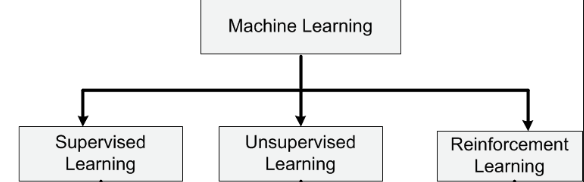 Machine Learning
Supervised
Learning
Unsupervised
Learning
Reinforcement
Learning